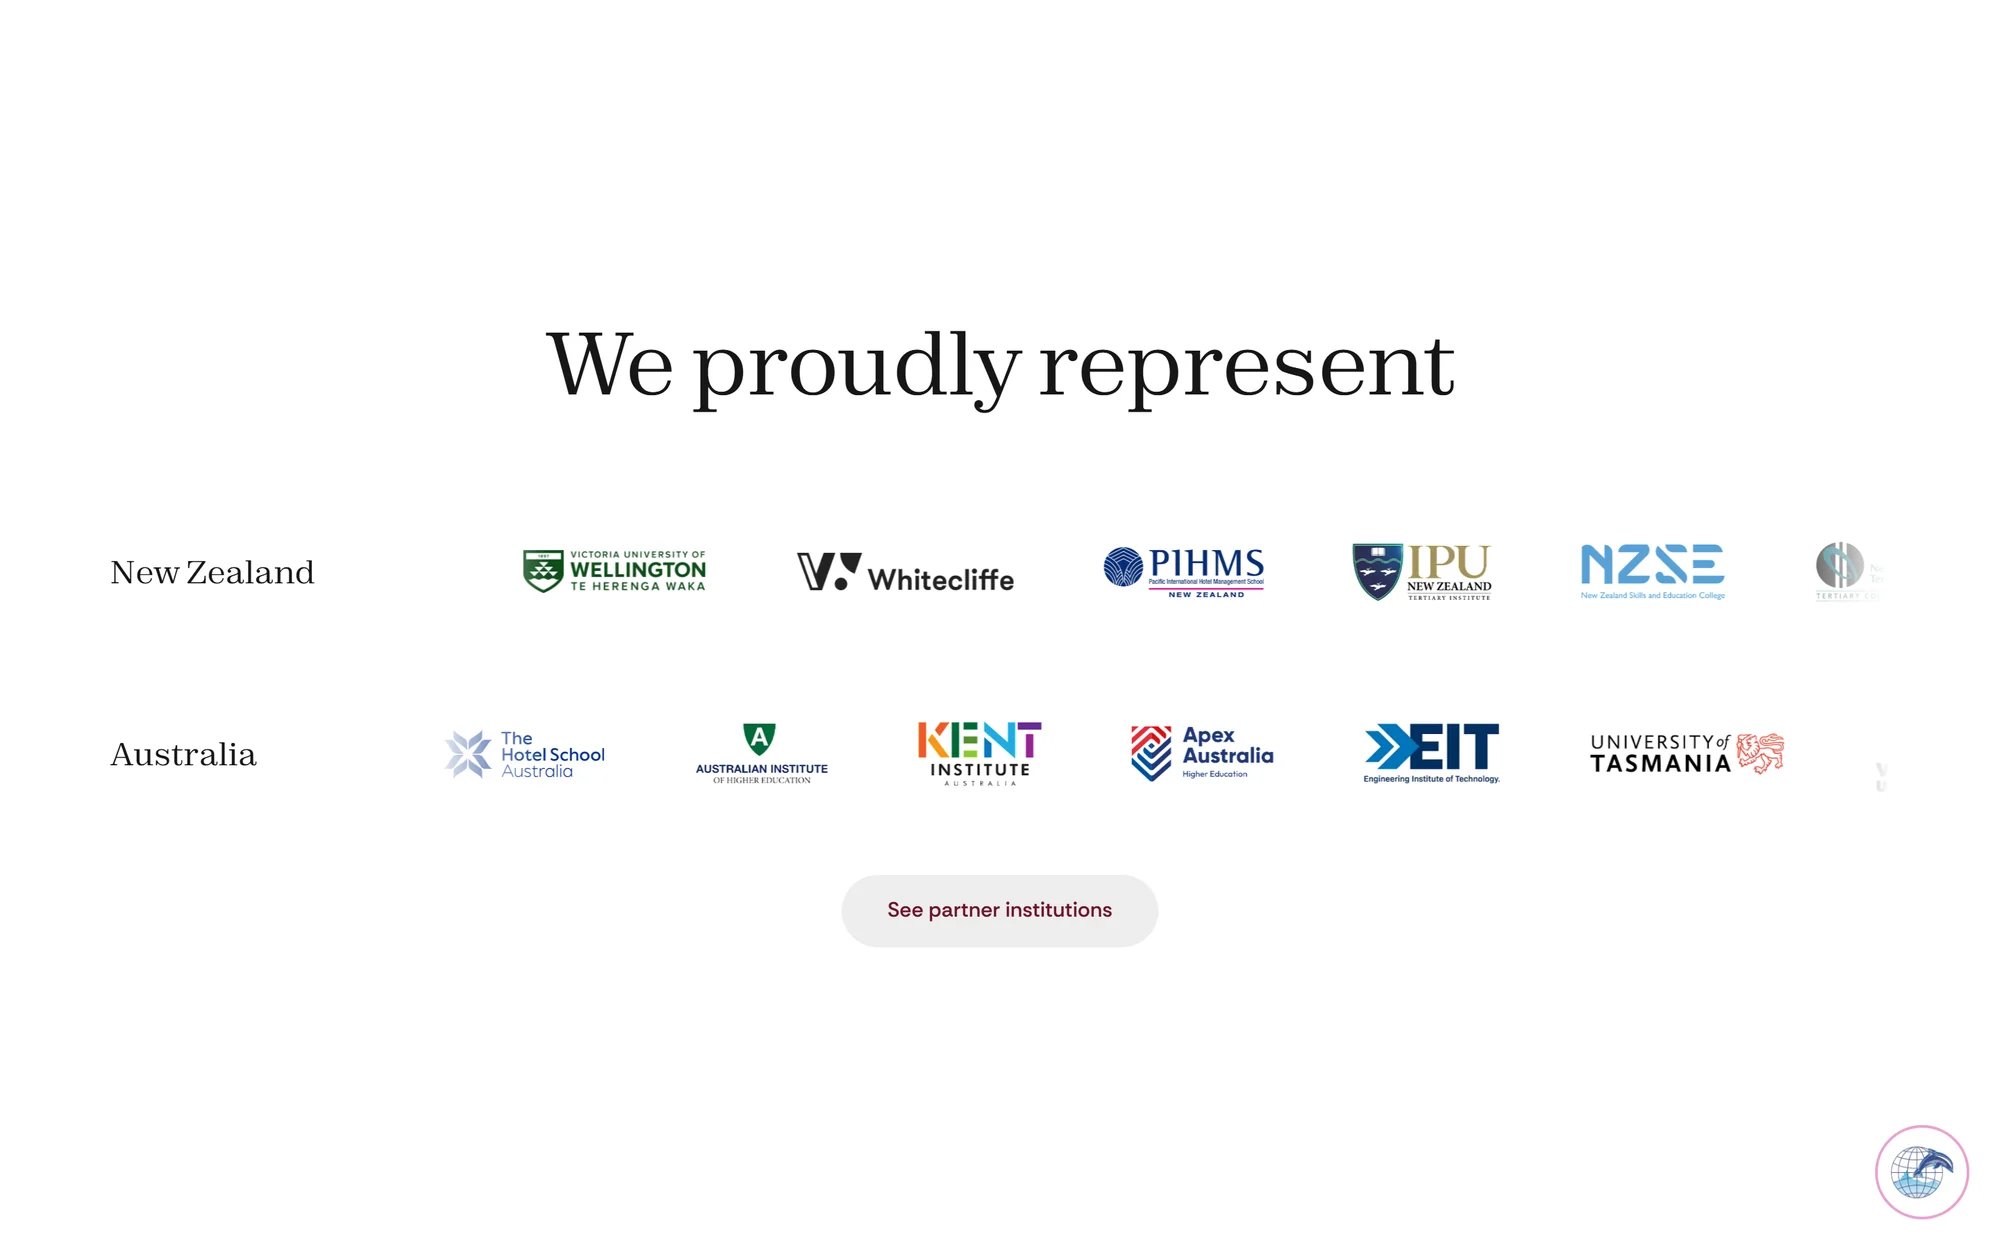 We proudly represent
New Zealand
1897
VICTORIA UNIVERSITY OF
WELLINGTON
TE HERENGA WAKA
Whitecliffe
PIHMS
Pacific International Hotel Management School
NEW ZEALAND
IPU
NEW ZEALAND
TERTIARY INSTITUTE
NZSE
New Zealand Skills and Education College
TERTIARY
Australia
The
Hotel School
Australia
A
AUSTRALIAN INSTITUTE
OF HIGHER EDUCATION
KENT
INSTITUTE
AUSTRALIA
Apex
Australia
Higher Education
EIT
Engineering Institute of Technology.
UNIVERSITY of
TASMANIA
See partner institutions